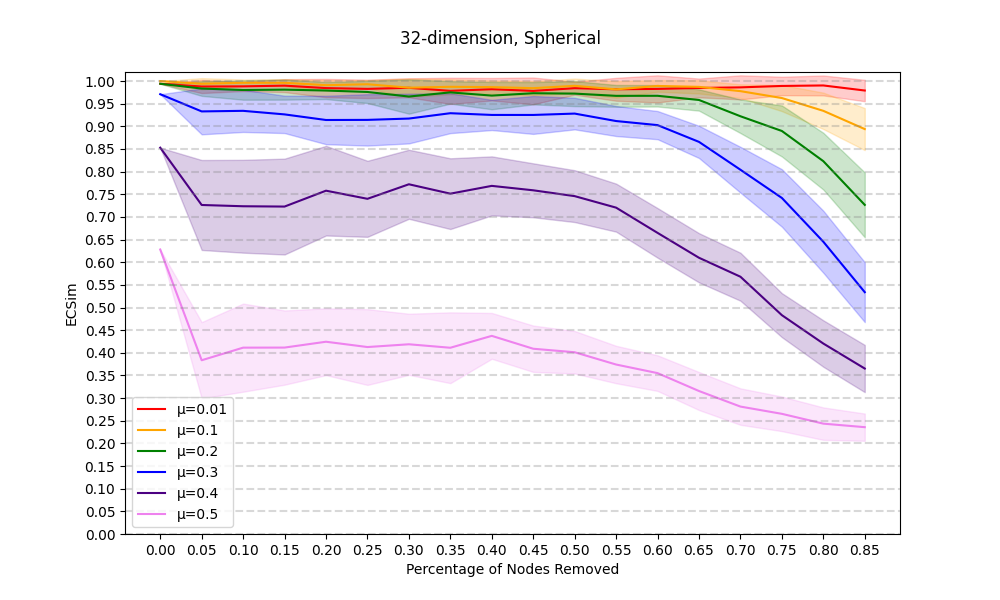 32-dimension, Spherical
ECSim
1.00
0.95
0.90
0.85
0.80
0.75
0.70
0.65
0.60
0.55
0.50
0.45
0.40
0.35
0.30
0.25
0.20
0.15
0.10
0.05
0.00
μ=0.01
μ=0.1
μ=0.2
μ=0.3
μ=0.4
μ=0.5
0.00 0.05 0.10 0.15 0.20 0.25 0.30 0.35 0.40 0.45 0.50 0.55 0.60 0.65 0.70 0.75 0.80 0.85
Percentage of Nodes Removed